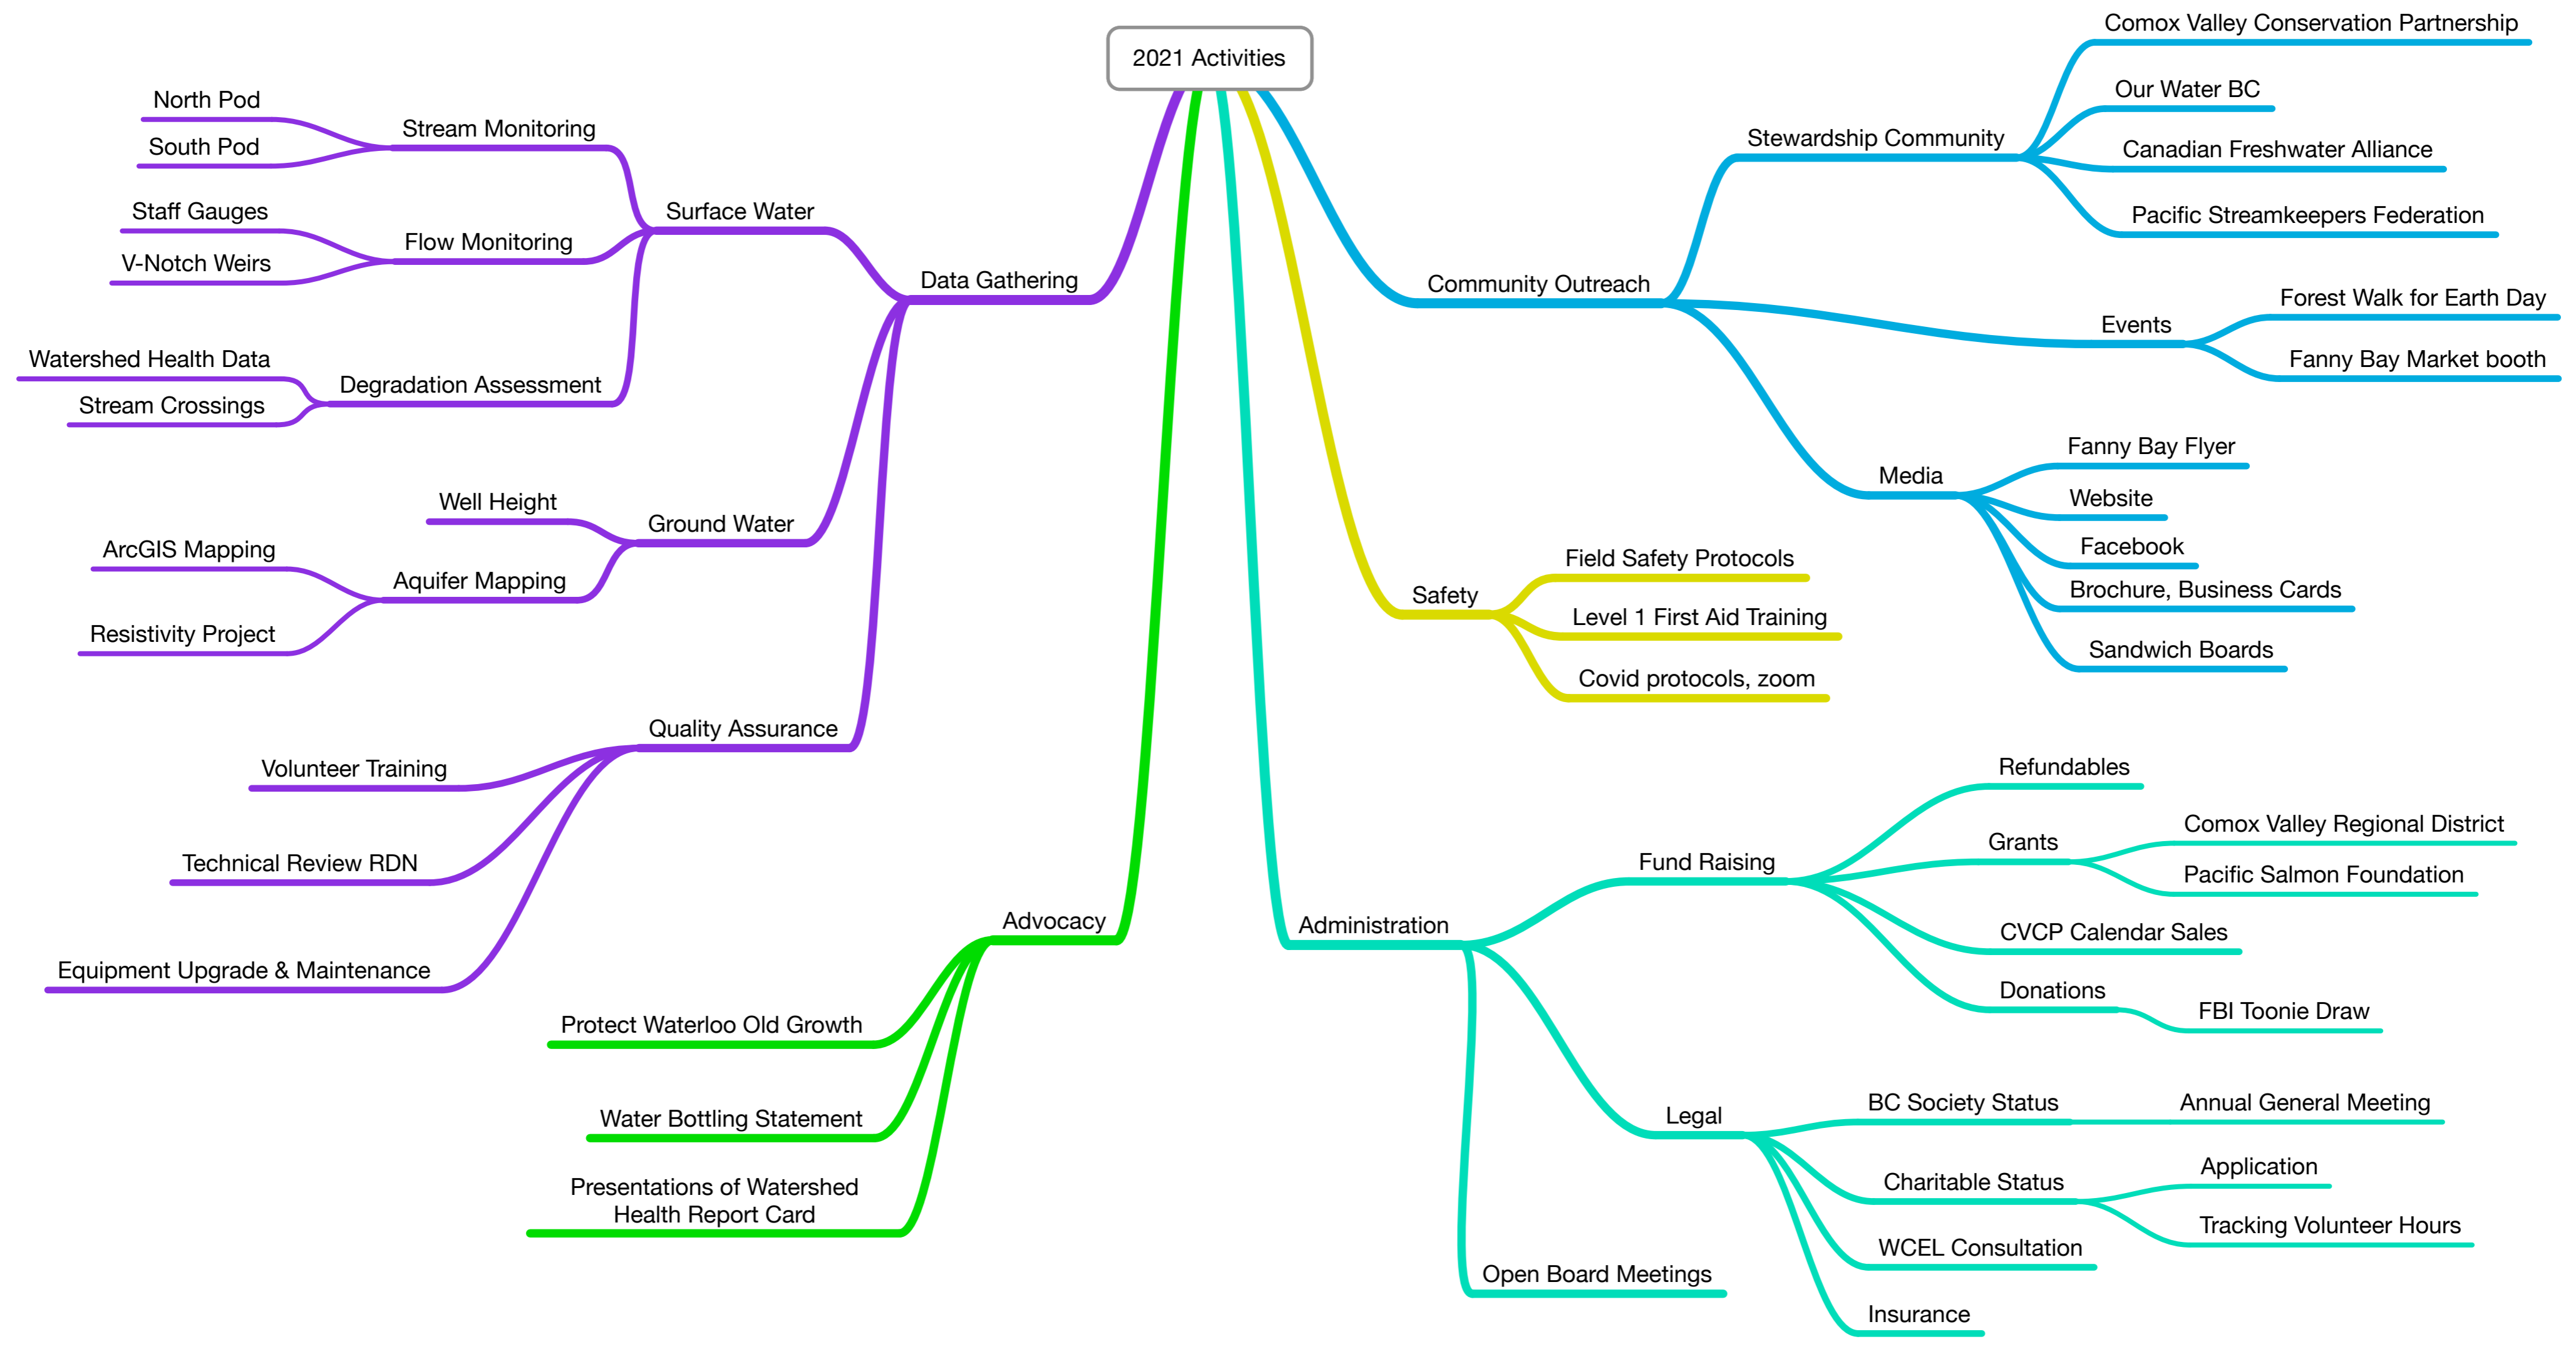 2021 Activities
Data Gathering
Surface Water
Stream Monitoring
North Pod
South Pod
Flow Monitoring
Staff Gauges
V-Notch Weirs
Degradation Assessment
Watershed Health Data
Stream Crossings
Ground Water
Well Height
Aquifer Mapping
ArcGIS Mapping
Resistivity Project
Quality Assurance
Volunteer Training
Technical Review RDN
Equipment Upgrade & Maintenance
Advocacy
Protect Waterloo Old Growth
Water Bottling Statement
Presentations of Watershed
Health Report Card
Community Outreach
Stewardship Community
Comox Valley Conservation Partnership
Our Water BC
Canadian Freshwater Alliance
Pacific Streamkeepers Federation
Events
Forest Walk for Earth Day
Fanny Bay Market booth
Media
Fanny Bay Flyer
Website
Facebook
Brochure, Business Cards
Sandwich Boards
Safety
Field Safety Protocols
Level 1 First Aid Training
Covid protocols, zoom
Administration
Fund Raising
Refundables
Grants
Comox Valley Regional District
Pacific Salmon Foundation
CVCP Calendar Sales
Donations
FBI Toonie Draw
Legal
BC Society Status
Annual General Meeting
Charitable Status
Application
Tracking Volunteer Hours
WCEL Consultation
Insurance
Open Board Meetings